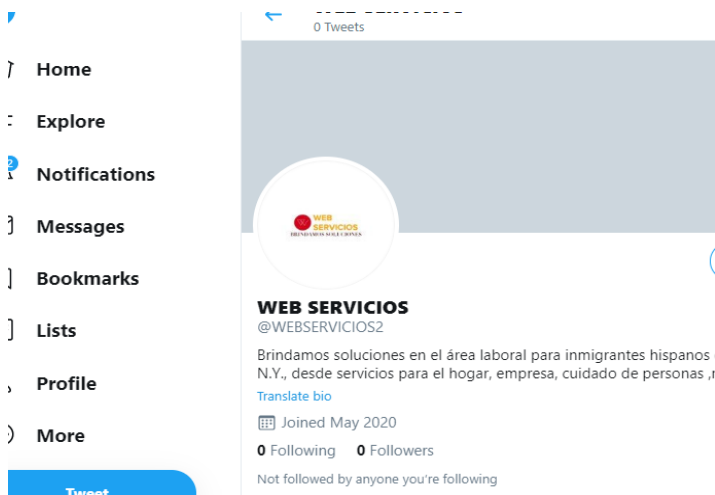 0 Tweets
Home
Explore
Notifications
Messages
Bookmarks
Lists
Profile
More
Tweet
WEB
SERVICIOS
BRINDAMOS SOLUCIONES
WEB SERVICIOS
@WEBSERVICIOS2
Brindamos soluciones en el área laboral para inmigrantes hispanos
N.Y., desde servicios para el hogar, empresa, cuidado de personas ,
Translate bio
Joined May 2020
0 Following 0 Followers
Not followed by anyone you're following